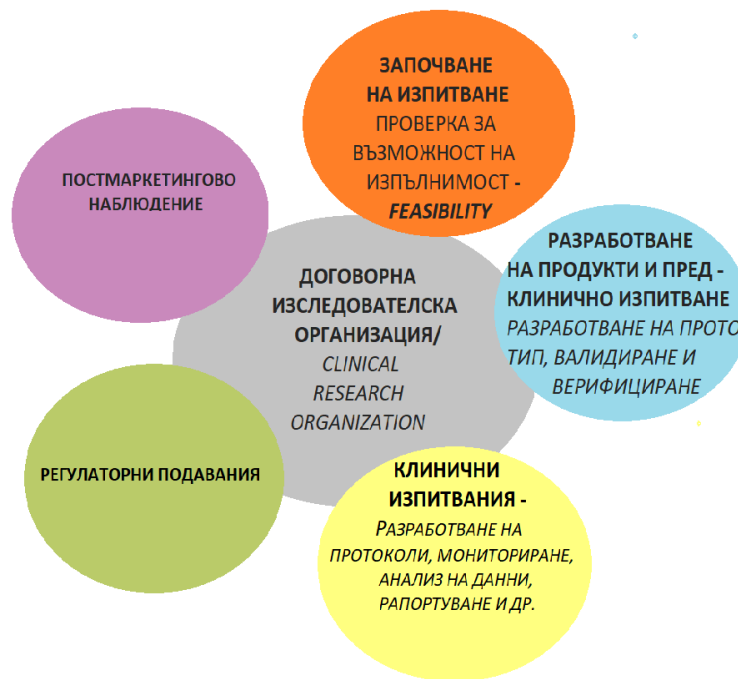 ЗАПОЧВАНЕ
НА ИЗПИТВАНЕ
ПРОВЕРКА ЗА
ВЪЗМОЖНОСТ НА
ИЗПЪЛНИМОСТ -
FEASIBILITY
ПОСТМАРКЕТИНГОВО
НАБЛЮДЕНИЕ
РАЗРАБОТВАНЕ
НА ПРОДУКТИ И ПРЕД -
КЛИНИЧНО ИЗПИТВАНЕ
РАЗРАБОТВАНЕ НА ПРОТО
ТИП, ВАЛИДИРАНЕ И
ВЕРИФИЦИРАНЕ
ДОГОВОРНА
ИЗСЛЕДОВАТЕЛСКА
ОРГАНИЗАЦИЯ/
CLINICAL
RESEARCH
ORGANIZATION
РЕГУЛАТОРНИ ПОДАВАНИЯ
КЛИНИЧНИ
ИЗПИТВАНИЯ -
РАЗРАБОТВАНЕ НА
ПРОТОКОЛИ, МОНИТОРИРАНЕ,
АНАЛИЗ НА ДАННИ,
РАПОРТУВАНЕ И ДР.